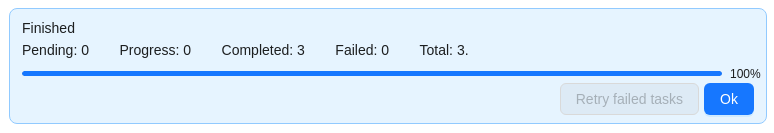 Finished
Pending: 0 Progress: 0 Completed: 3 Failed: 0 Total: 3.
100%
Retry failed tasks Ok